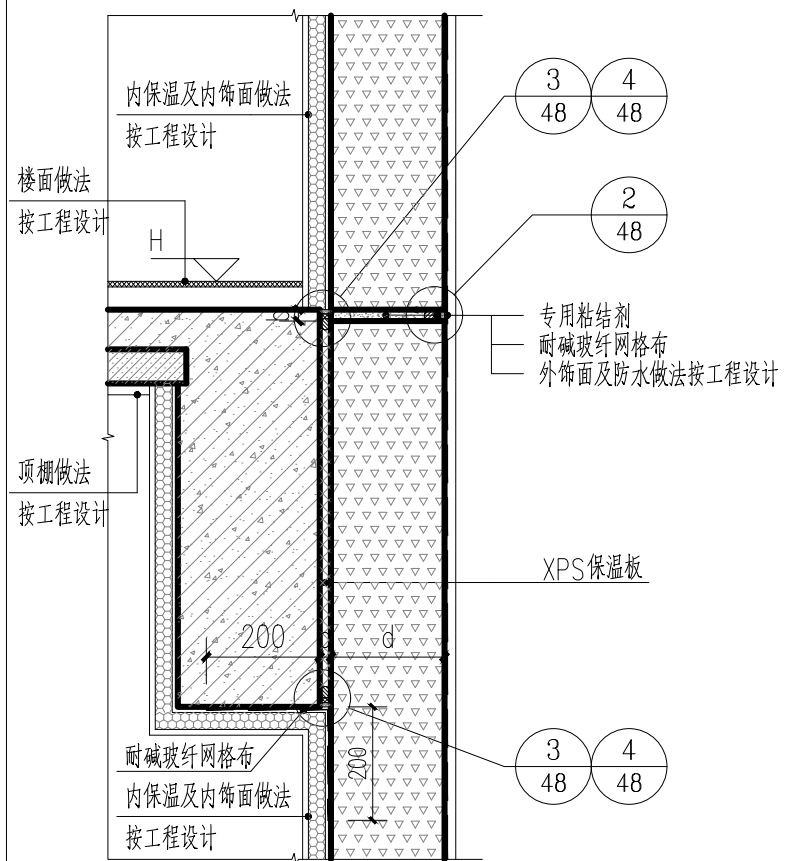 内保温及内饰面做法
按工程设计
3
48
4
48
楼面做法
按工程设计
2
48
H
专用粘结剂
耐碱玻纤网格布
外饰面及防水做法按工程设计
顶棚做法
按工程设计
XPS保温板
200
d
耐碱玻纤网格布
200
3
48
4
48
内保温及内饰面做法
按工程设计